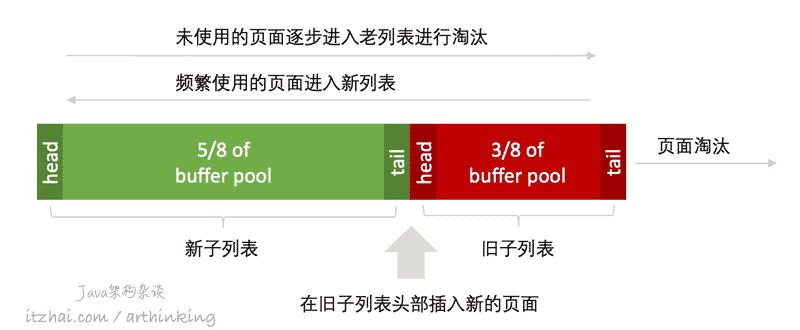 未使用的页面逐步进入老列表进行淘汰
频繁使用的页面进入新列表
head
5/8 of
buffer pool
tail
head
3/8 of
buffer pool
tail
页面淘汰
新子列表
旧子列表
在旧子列表头部插入新的页面
Java架构杂谈
itzhai.com / arthinking